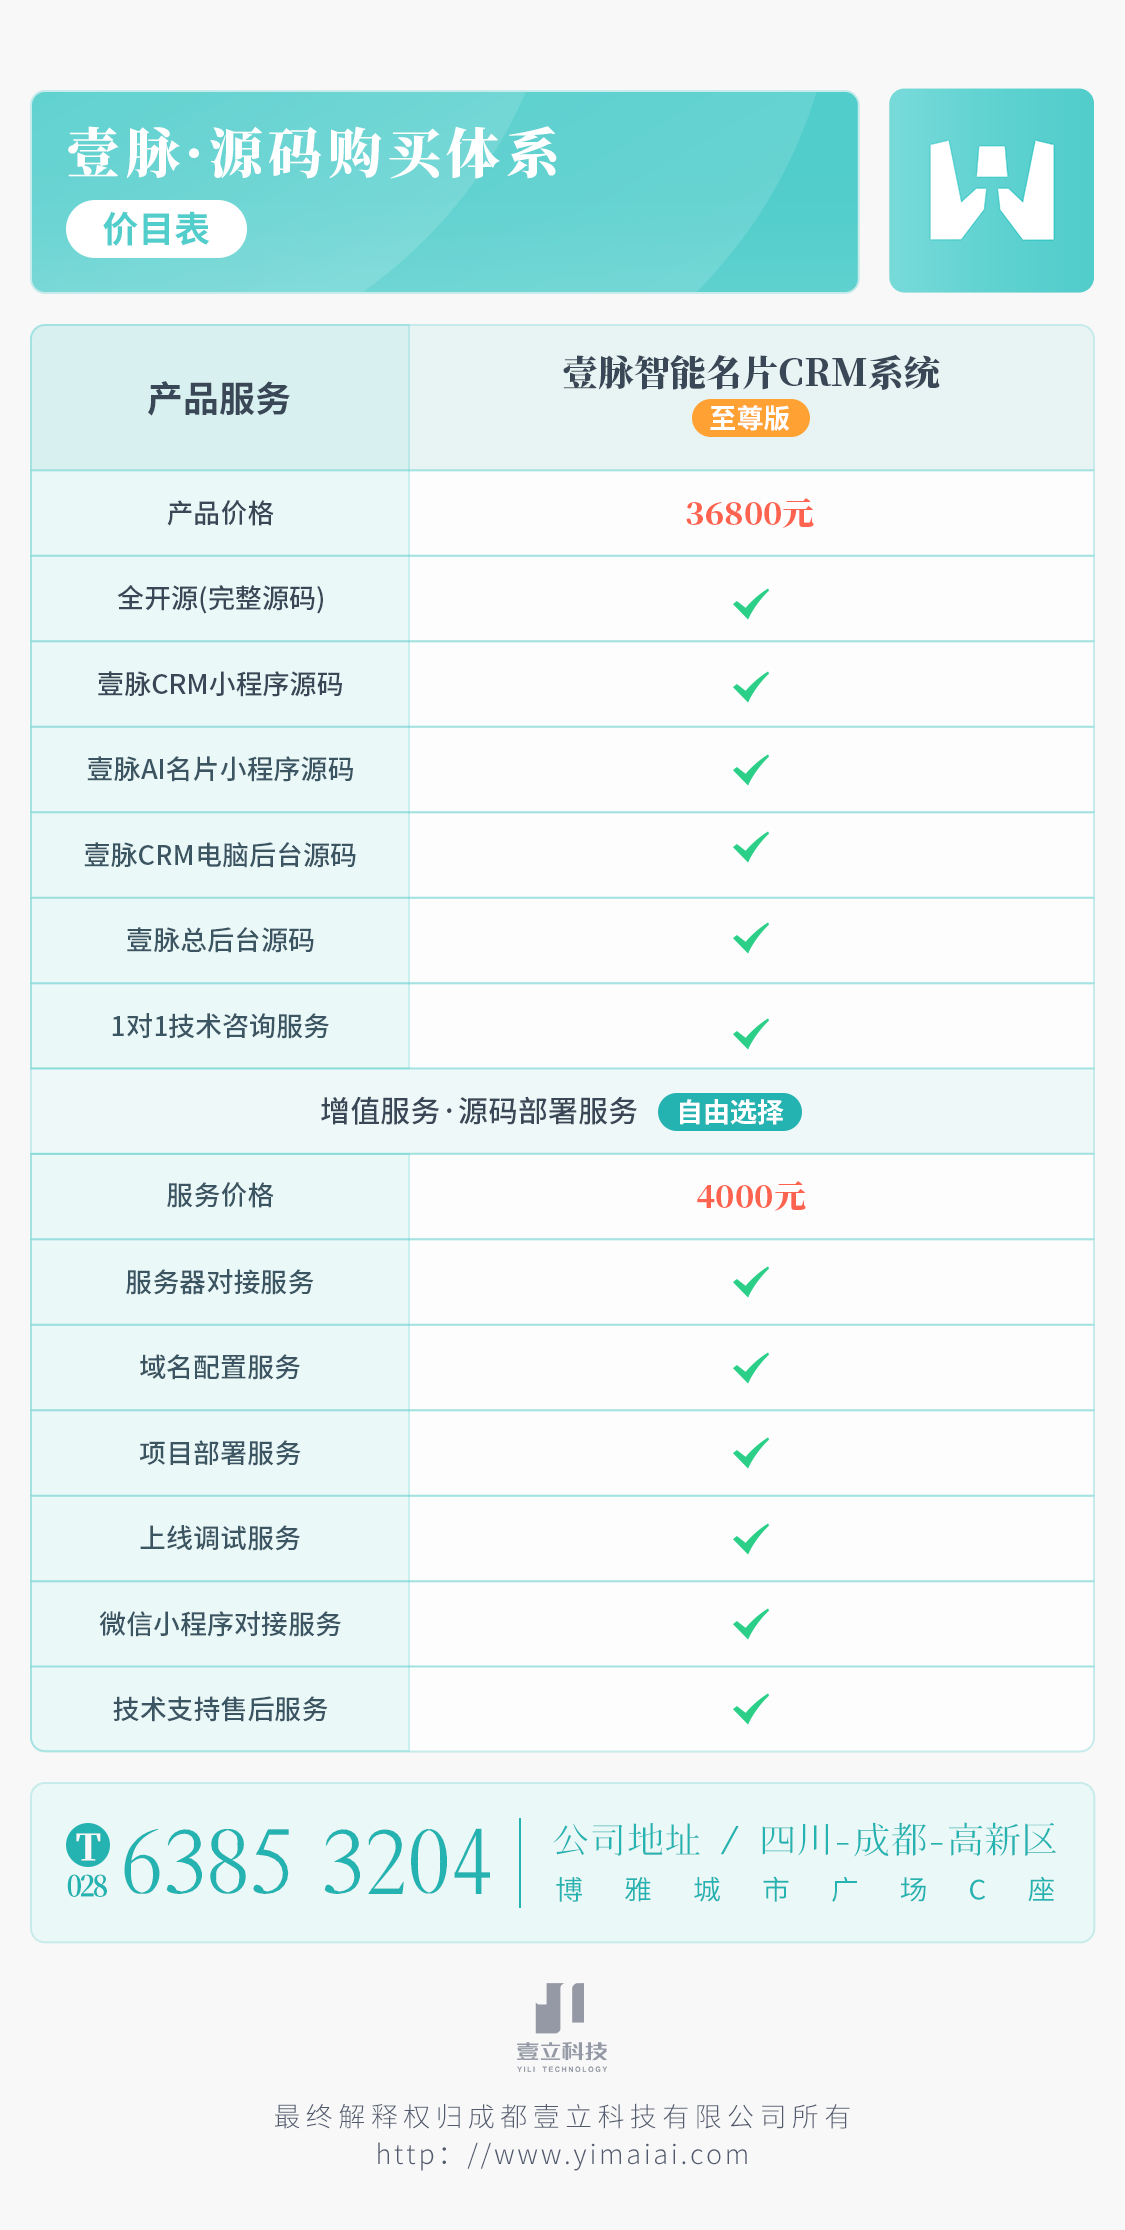 壹脉·源码购买体系
价目表
产品服务
壹脉智能名片CRM系统
至尊版
产品价格
36800元
全开源(完整源码)
壹脉CRM小程序源码
壹脉AI名片小程序源码
壹脉CRM电脑后台源码
壹脉总后台源码
1对1技术咨询服务
增值服务·源码部署服务 自由选择
服务价格
4000元
服务器对接服务
域名配置服务
项目部署服务
上线调试服务
微信小程序对接服务
技术支持售后服务
T
028
6385 3204
公司地址 / 四川-成都-高新区
博雅城市广场C座
壹立科技
YILI TECHNOLOGY
最终解释权归成都壹立科技有限公司所有
http：//www.yimaiai.com